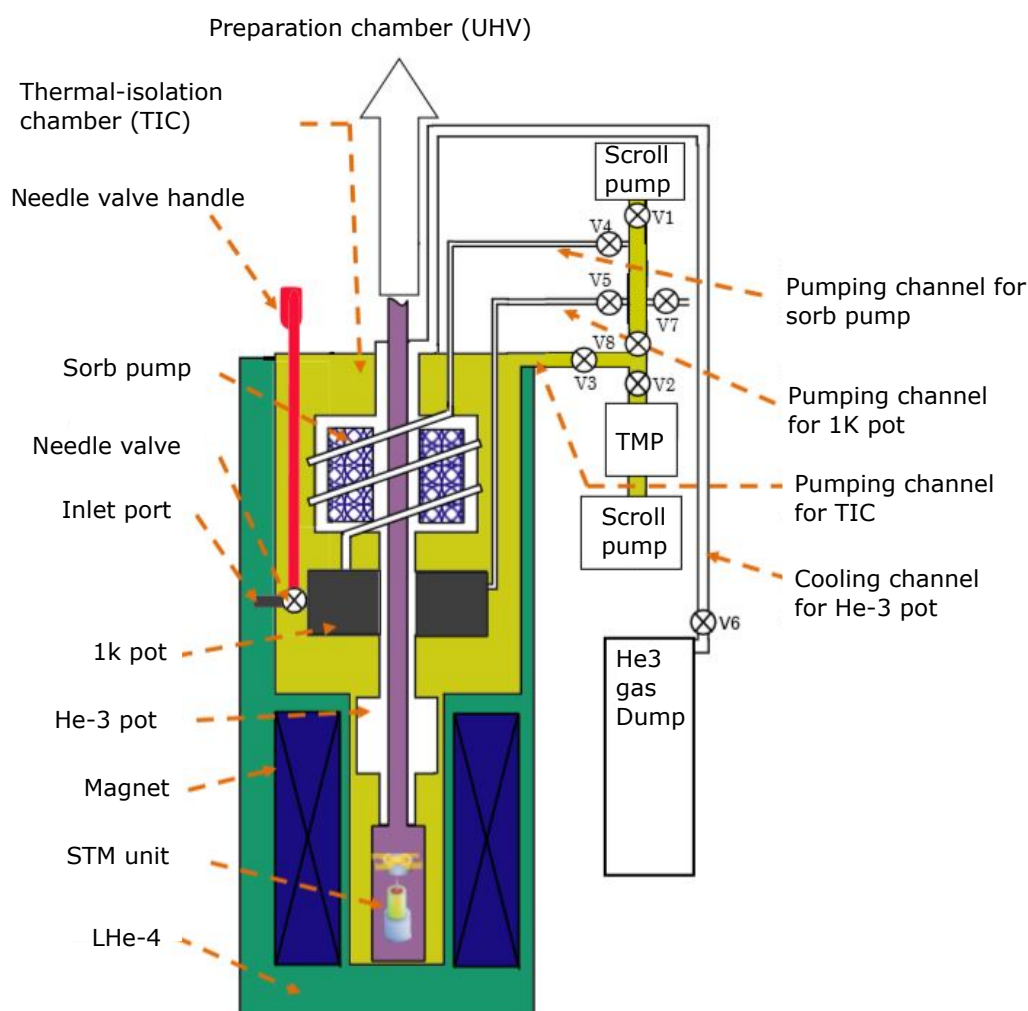 Preparation chamber (UHV)
Thermal-isolation
chamber (TIC)
Needle valve handle
Sorb pump
Needle valve
Inlet port
1k pot
He-3 pot
Magnet
STM unit
LHe-4
Scroll
pump
V1
V4
V5
V7
V8
V3
V2
TMP
Scroll
pump
V6
He3
gas
Dump
Pumping channel for
sorb pump
Pumping channel
for 1K pot
Pumping channel
for TIC
Cooling channel
for He-3 pot